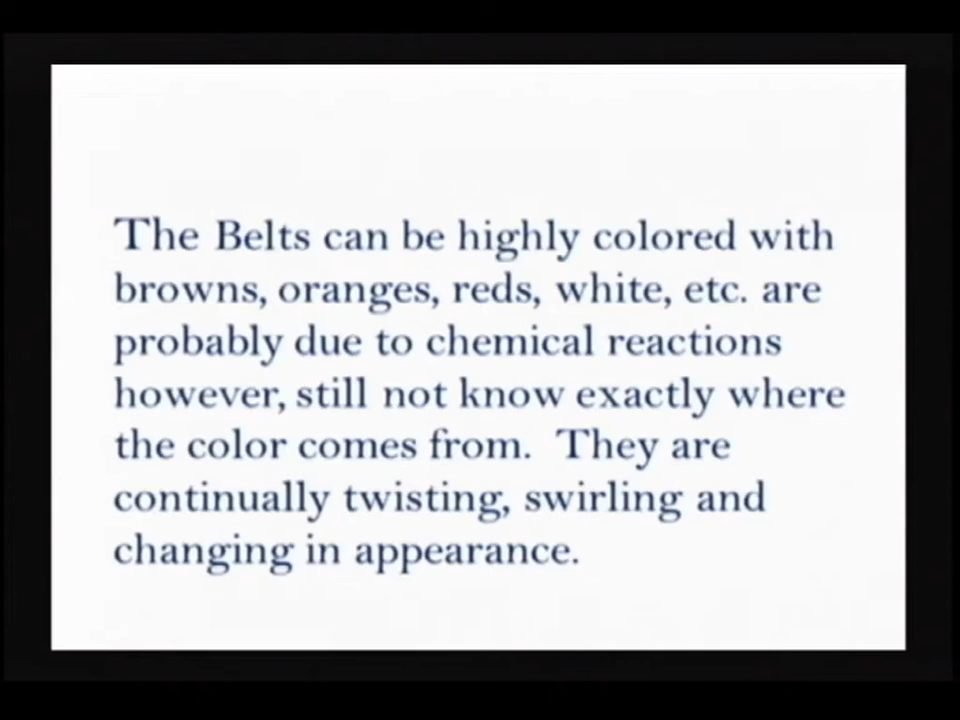 The Belts can be highly colored with
browns, oranges, reds, white, etc. are
probably due to chemical reactions
however, still not know exactly where
the color comes from.  They are
continually twisting, swirling and
changing in appearance.